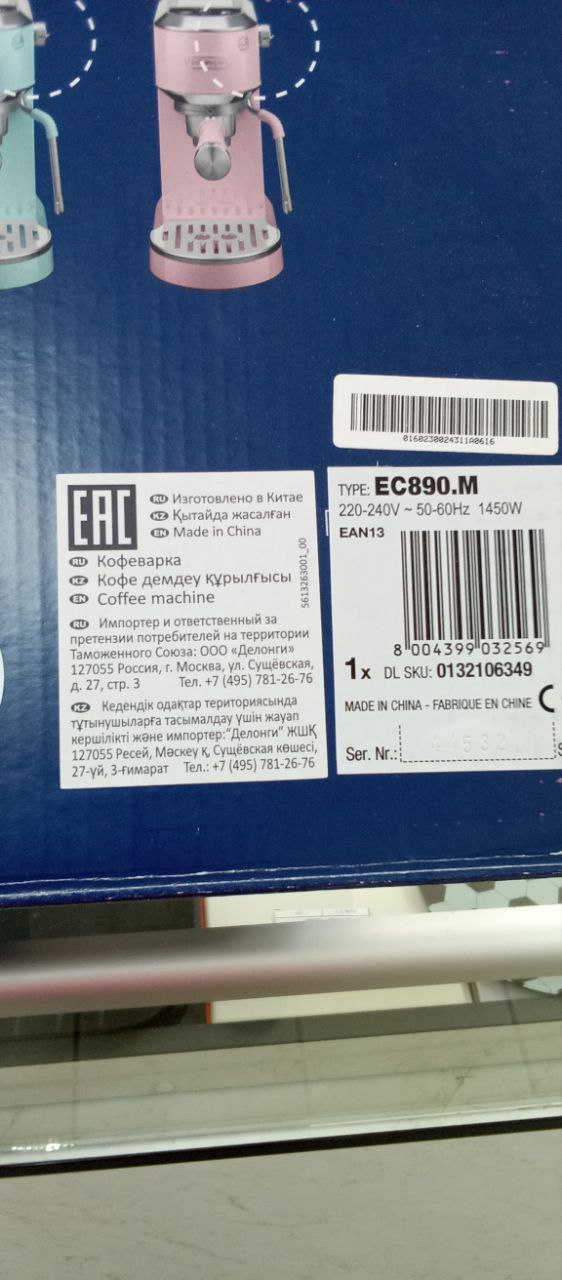 0160230024311A0616
EAC
RU Изготовлено в Китае
KZ Қытайда жасалған
EN Made in China
RU Кофеварка
KZ Кофе демдеу құрылғысы
EN Coffee machine
5613263001_00
RU Импортер и ответственный за
претензии потребителей на территории
Таможенного Союза: ООО «Делонги»
127055 Россия, г. Москва, ул. Сущёвская,
д. 27, стр. 3 Тел. +7 (495) 781-26-76
KZ Кедендік одақтар териториясында
тұтынушыларға тасымалдау үшін жауап
кершілікті және импортер:"Делонги" ЖШҚ
127055 Ресей, Мәскеу қ, Сущёвская көшесі,
27-үй, 3-ғимарат Тел.: +7 (495) 781-26-76
TYPE: EC890.M
220-240V ~ 50-60Hz 1450W
EAN13
8 004399 032569
1x DL SKU: 0132106349
MADE IN CHINA - FABRIQUE EN CHINE
Ser. Nr.: 44532